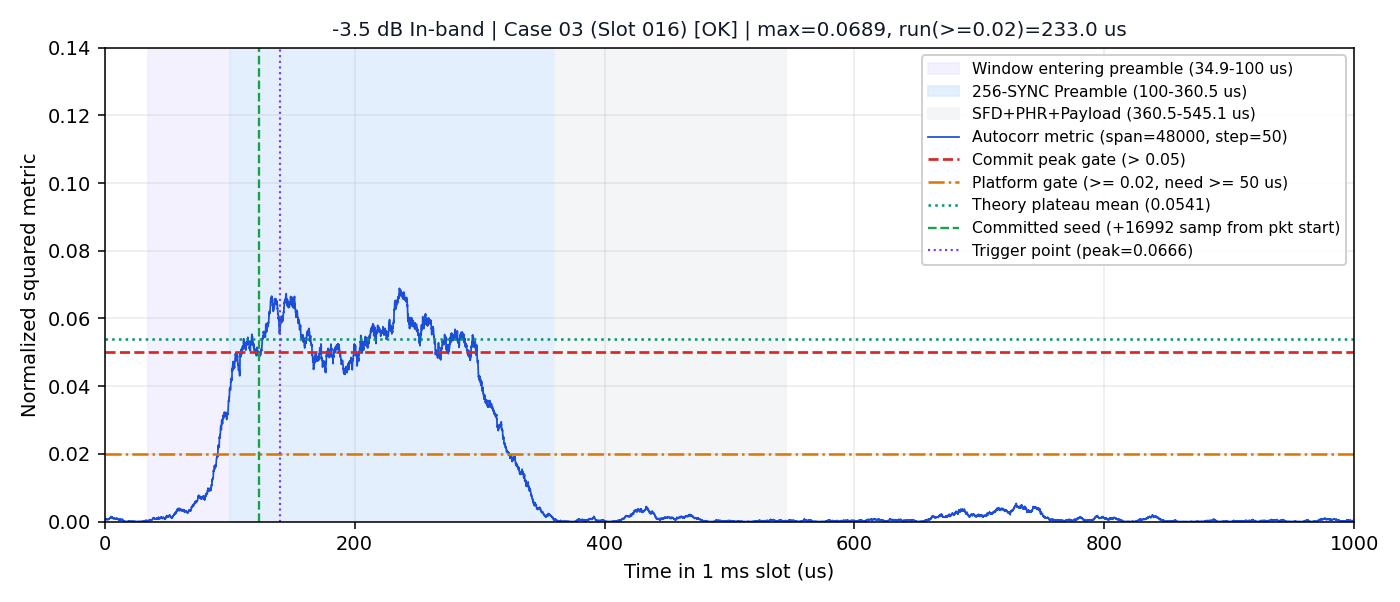 -3.5 dB In-band | Case 03 (Slot 016) [OK] | max=0.0689, run(>=0.02)=233.0 us
Normalized squared metric
0.14
0.12
0.10
0.08
0.06
0.04
0.02
0.00
Window entering preamble (34.9-100 us)
256-SYNC Preamble (100-360.5 us)
SFD+PHR+Payload (360.5-545.1 us)
Autocorr metric (span=48000, step=50)
Commit peak gate (> 0.05)
Platform gate (>= 0.02, need >= 50 us)
Theory plateau mean (0.0541)
Committed seed (+16992 samp from pkt start)
Trigger point (peak=0.0666)
0 200 400 600 800 1000
Time in 1 ms slot (us)